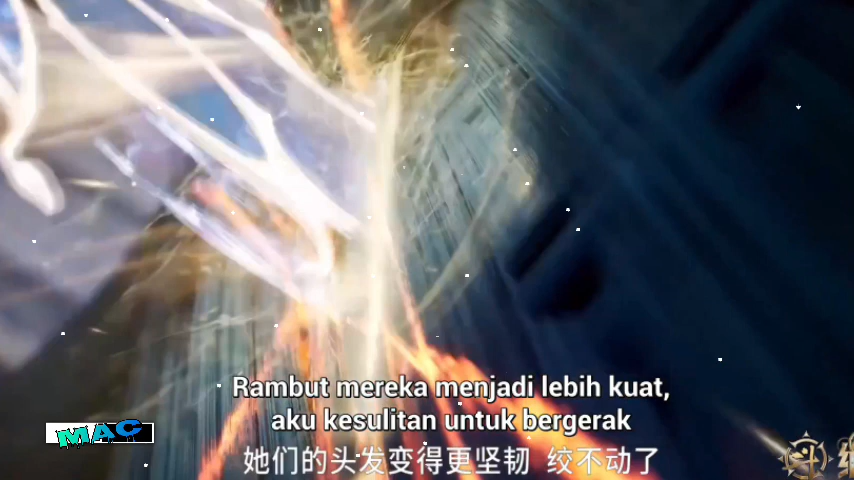 Rambut mereka menjadi lebih kuat,
aku kesulitan untuk bergerak
她们的头发变得更坚韧 绞不动了
MAC